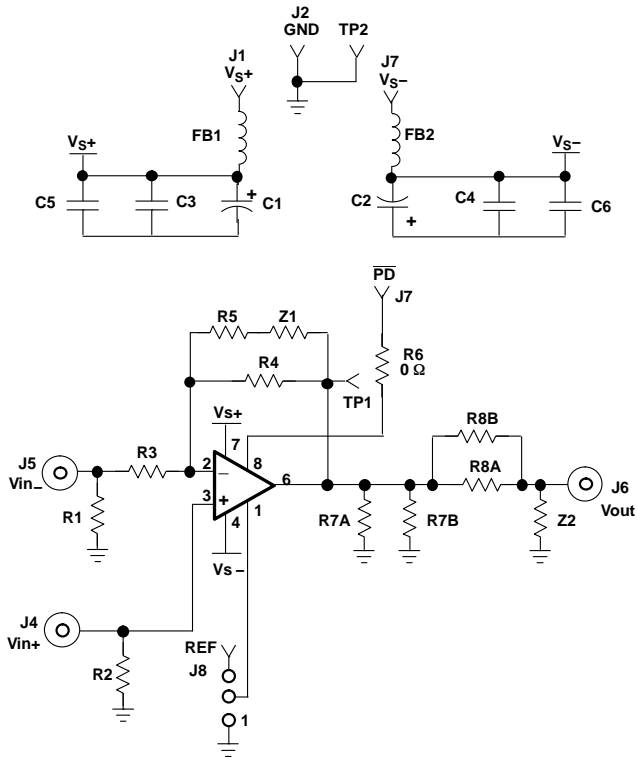 J2
GND
TP2
J1
VS+
J7
VS−
FB1
FB2
VS+
VS−
C5
C3
+
C1
C2
+
C4
C6
PD
J7
R5
Z1
R4
R6
0 Ω
TP1
Vs+
7
8
R8B
J5
Vin−
R3
2
−
6
R8A
J6
Vout
3
+
1
R1
4
R7A
R7B
Z2
Vs−
J4
Vin+
R2
REF
J8
1